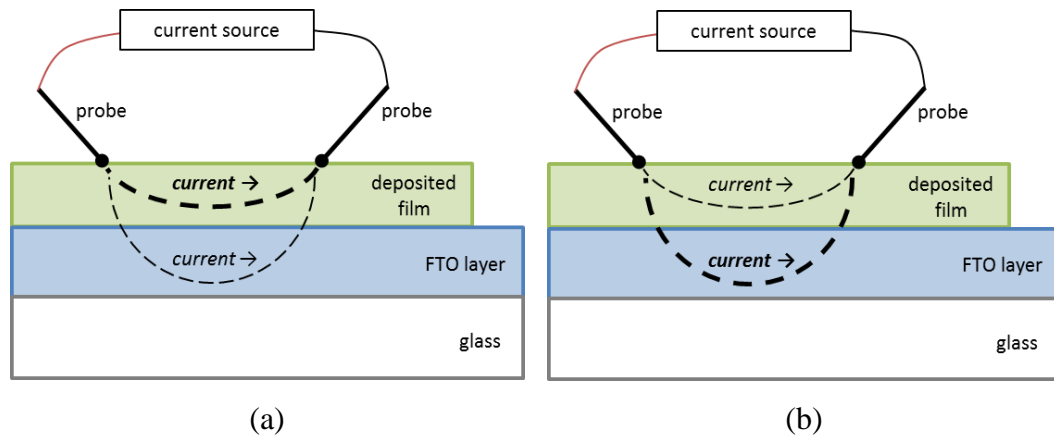 current source
probe
probe
current →
deposited
film
current →
FTO layer
glass
(a)
current source
probe
probe
current →
deposited
film
current →
FTO layer
glass
(b)